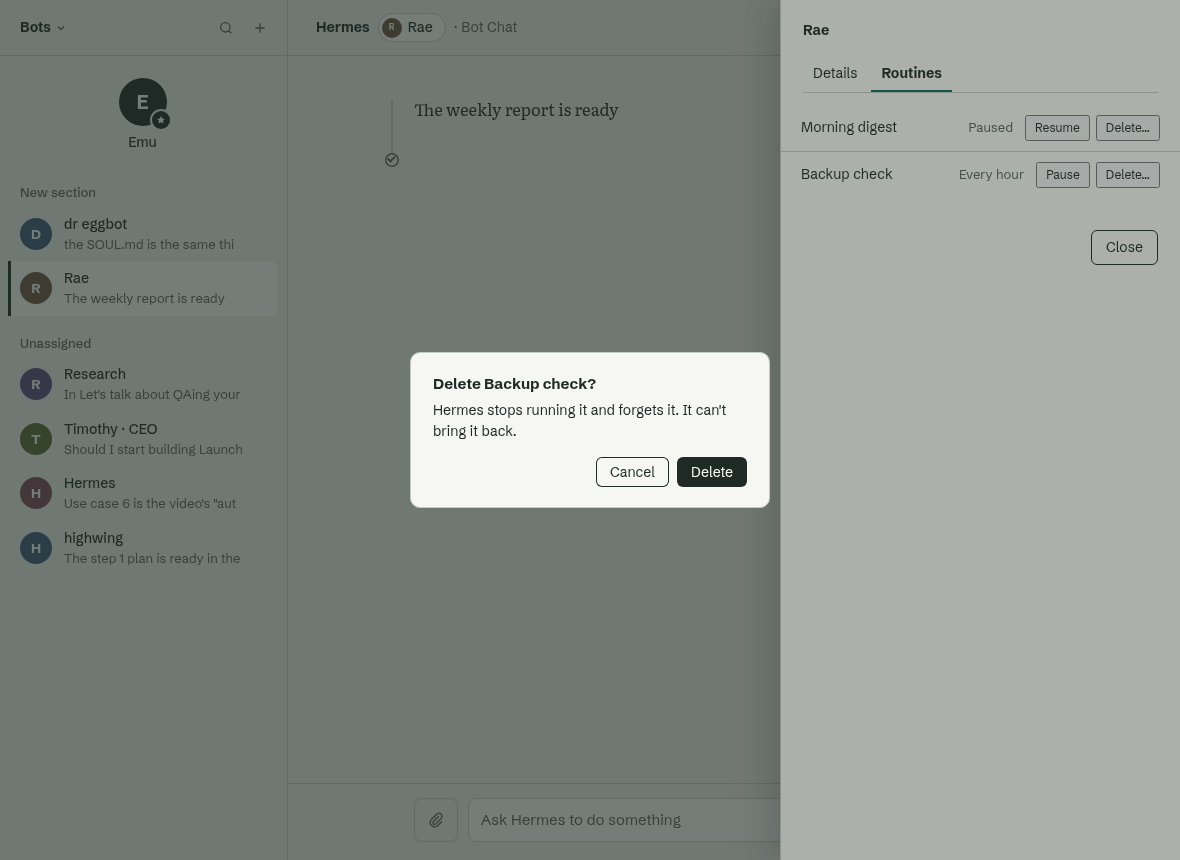 Bots
E
Emu
New section
D
dr eggbot
the SOUL.md is the same thi
R
Rae
The weekly report is ready
Unassigned
R
Research
In Let's talk about QAing your
T
Timothy · CEO
Should I start building Launch
H
Hermes
Use case 6 is the video's "aut
H
highwing
The step 1 plan is ready in the
Hermes R Rae · Bot Chat
The weekly report is ready
Ask Hermes to do something
Rae
Details Routines
Morning digest Paused Resume Delete...
Backup check Every hour Pause Delete...
Close
Delete Backup check?
Hermes stops running it and forgets it. It can't
bring it back.
Cancel Delete